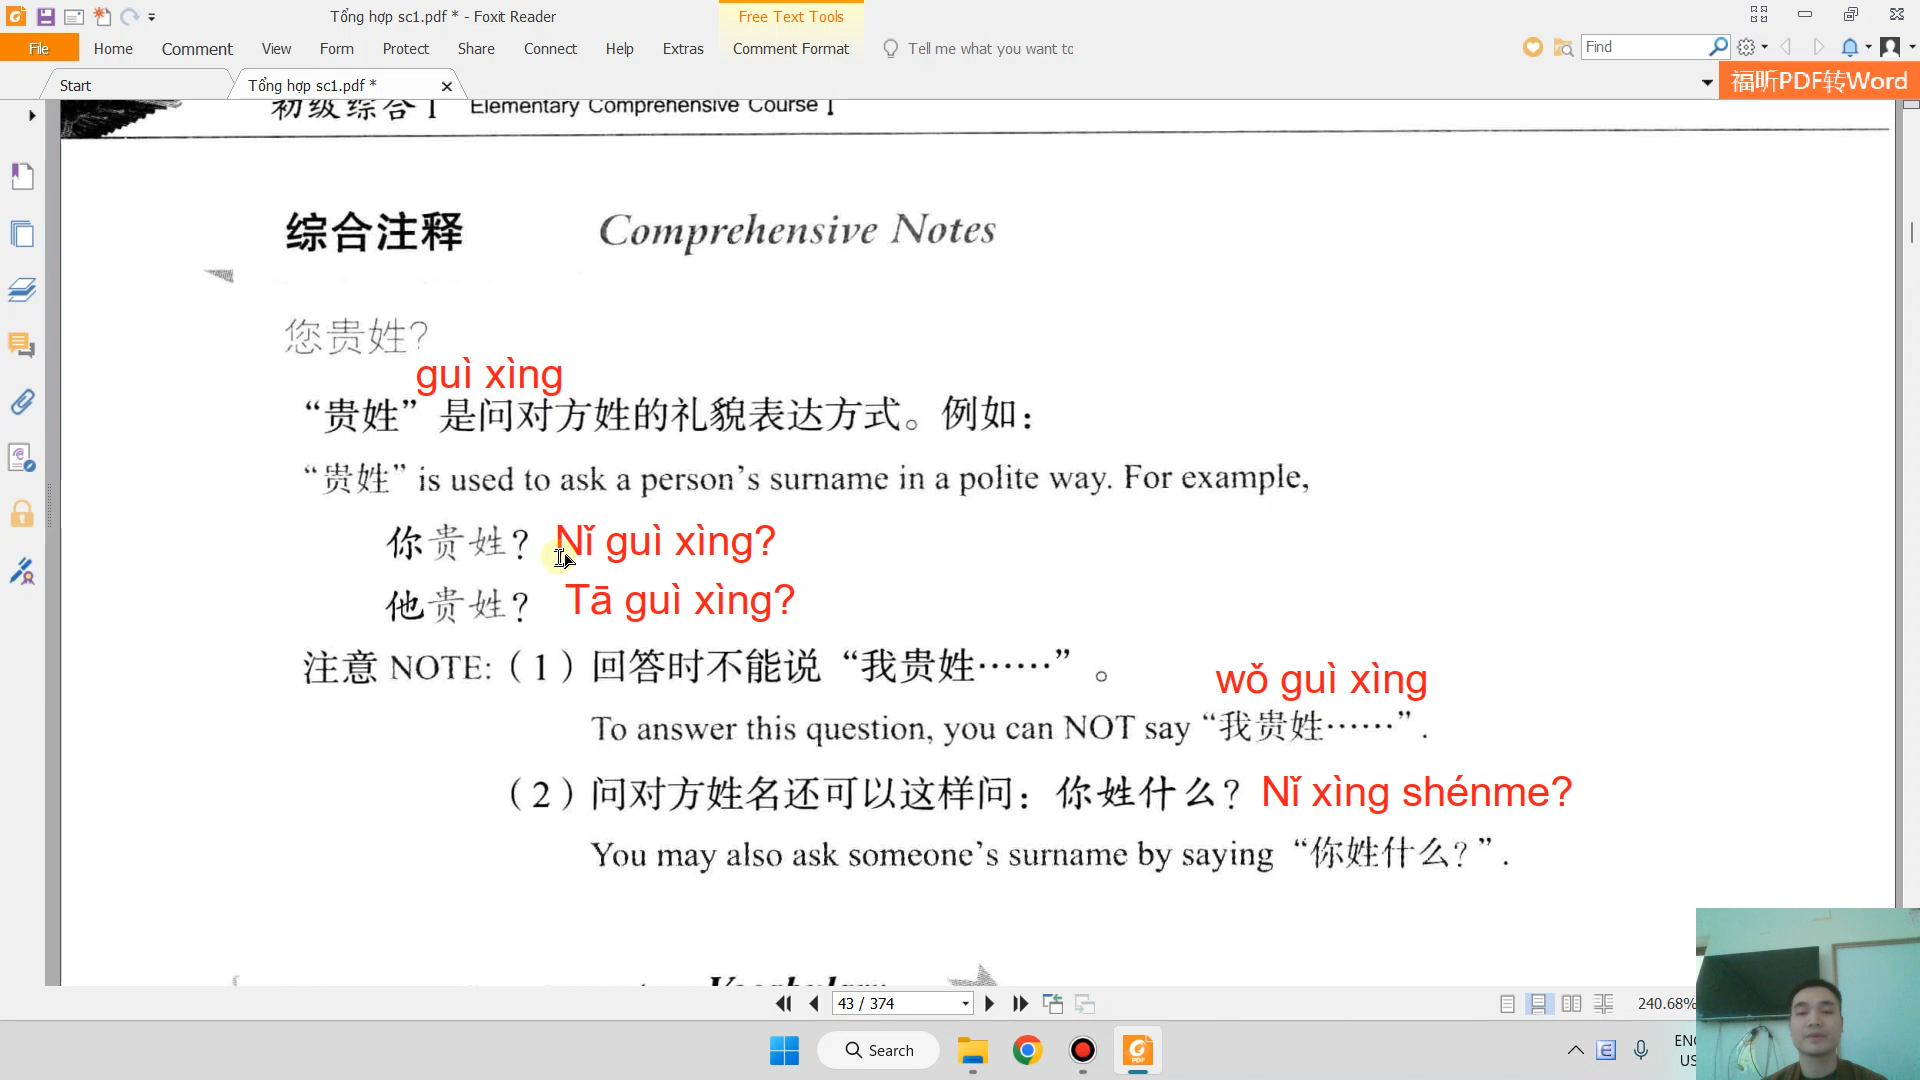 Tổng hợp sc1.pdf * - Foxit Reader
Free Text Tools
File Home Comment View Form Protect Share Connect Help Extras Comment Format Tell me what you want to
Find
Start
Tổng hợp sc1.pdf *
福昕PDF转Word
初级综合 I Elementary Comprehensive Course I
综合注释 Comprehensive Notes
您贵姓?
guì xìng
“贵姓”是问对方姓的礼貌表达方式。例如：
“贵姓” is used to ask a person's surname in a polite way. For example,
你贵姓? Nǐ guì xìng?
他贵姓? Tā guì xìng?
注意 NOTE:（1）回答时不能说“我贵姓……”。
wǒ guì xìng
To answer this question, you can NOT say “我贵姓……”.
（2）问对方姓名还可以这样问：你姓什么? Nǐ xìng shénme?
You may also ask someone's surname by saying “你姓什么?”.
Vocabulary
43 / 374
240.68%
Search